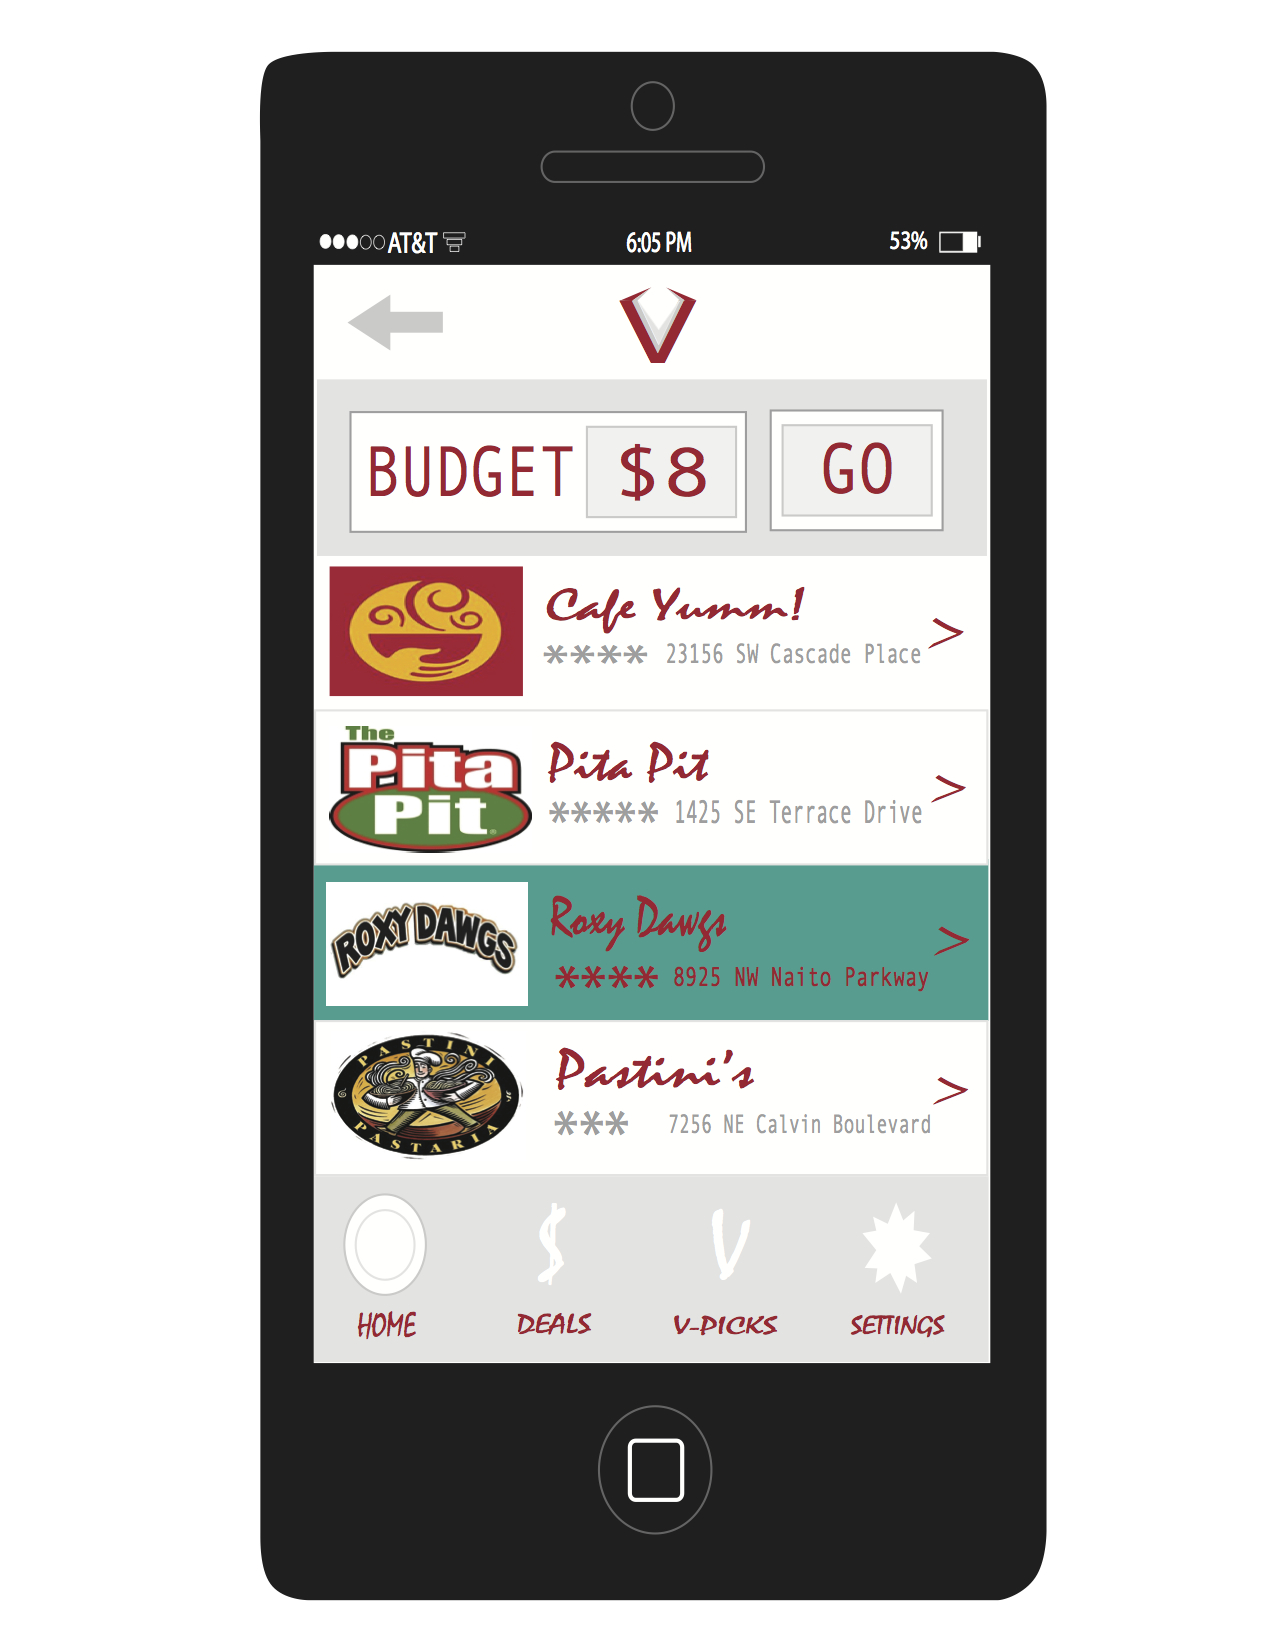 AT&T 6:05 PM 53%
BUDGET $8 GO
Cafe Yumm!
**** 23156 SW Cascade Place
>
The
Pita
Pit
Pita Pit
***** 1425 SE Terrace Drive
>
ROXY DAWGS
Roxy Dawgs
**** 8925 NW Naito Parkway
>
PASTINI
PASTARIA
Pastini's
*** 7256 NE Calvin Boulevard
>
$ V
HOME DEALS V-PICKS SETTINGS